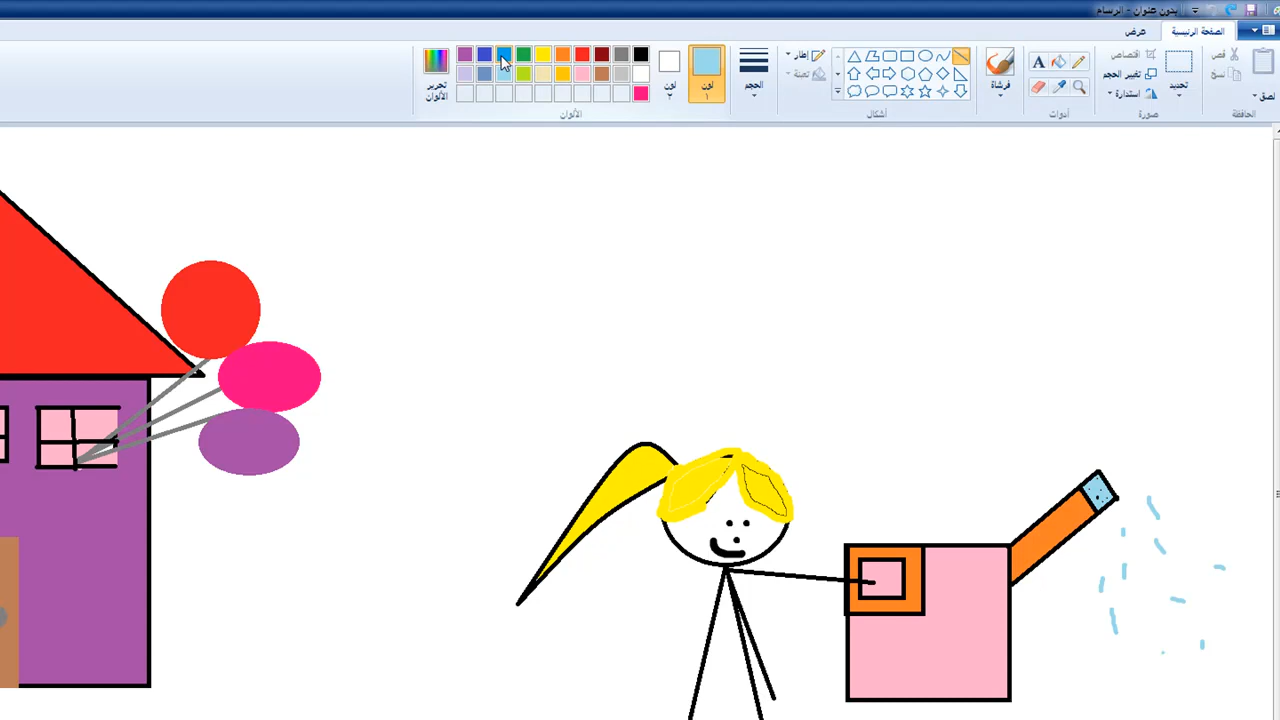 بدون عنوان - الرسام
الصفحة الرئيسية
عرض
لصق
قص
نسخ
الحافظة
تحديد
اقتصاص
تغيير الحجم
استدارة
صورة
A
أدوات
فرشاة
إطار
تعبئة
أشكال
الحجم
لون
١
لون
٢
تحرير
الألوان
الألوان